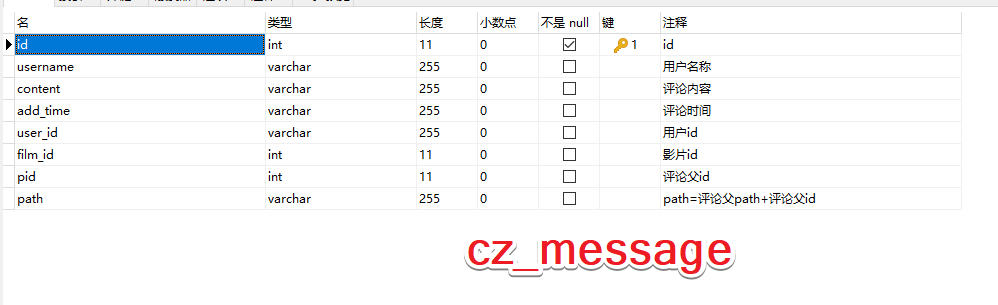 名 类型 长度 小数点 不是 null 键 注释
id int 11 0 1 id
username varchar 255 0 用户名称
content varchar 255 0 评论内容
add_time varchar 255 0 评论时间
user_id varchar 255 0 用户id
film_id int 11 0 影片id
pid int 11 0 评论父id
path varchar 255 0 path=评论父path+评论父id
cz_message